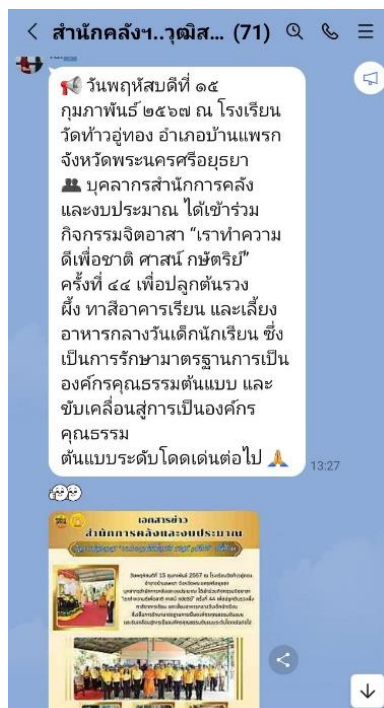 สำนักคลังฯ..วุฒิส... (71)
📢 วันพฤหัสบดีที่ ๑๕
กุมภาพันธ์ ๒๕๖๗ ณ โรงเรียน
วัดท้าวอู่ทอง อำเภอบ้านแพรก
จังหวัดพระนครศรีอยุธยา
👥 บุคลากรสำนักการคลัง
และงบประมาณ ได้เข้าร่วม
กิจกรรมจิตอาสา “เราทำความ
ดีเพื่อชาติ ศาสน์ กษัตริย์”
ครั้งที่ ๔๔ เพื่อปลูกต้นรวง
ผึ้ง ทาสีอาคารเรียน และเลี้ยง
อาหารกลางวันเด็กนักเรียน ซึ่ง
เป็นการรักษามาตรฐานการเป็น
องค์กรคุณธรรมต้นแบบ และ
ขับเคลื่อนสู่การเป็นองค์กร
คุณธรรม
ต้นแบบระดับโดดเด่นต่อไป 🙏
13:27
เอกสารข่าว
สำนักการคลังและงบประมาณ